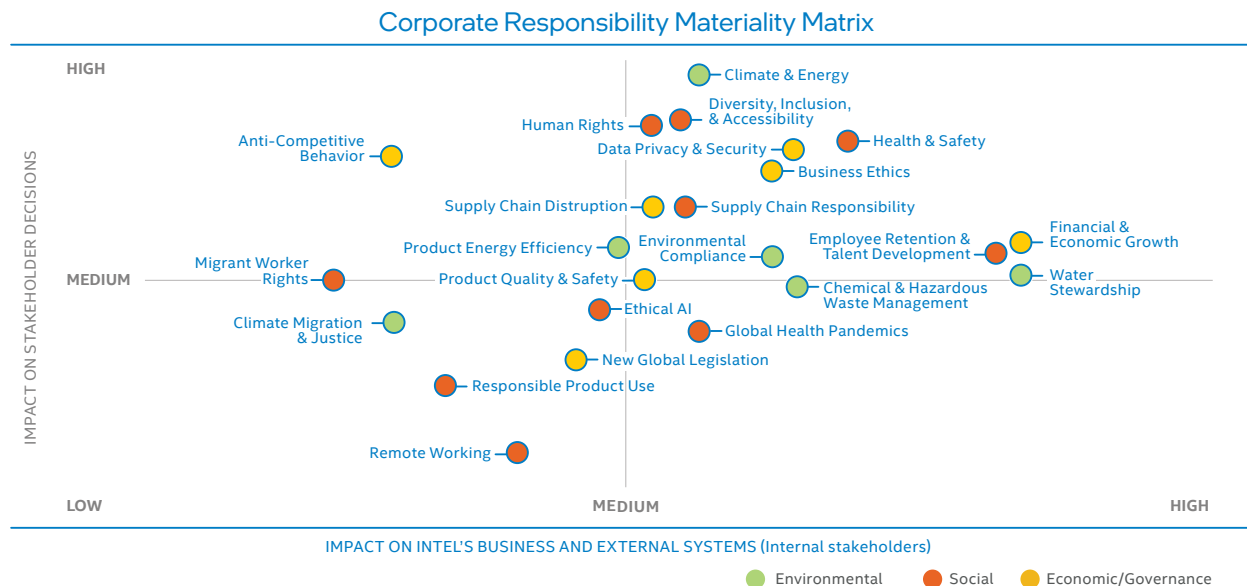 Corporate Responsibility Materiality Matrix
HIGH
Climate & Energy
Diversity, Inclusion,
& Accessibility
Human Rights
Anti-Competitive
Behavior
Health & Safety
Data Privacy & Security
Business Ethics
Supply Chain Distruption
Supply Chain Responsibility
Financial &
Economic Growth
Employee Retention &
Talent Development
Environmental
Compliance
Product Energy Efficiency
Migrant Worker
Rights
MEDIUM
Product Quality & Safety
Water
Stewardship
Chemical & Hazardous
Waste Management
Ethical AI
Climate Migration
& Justice
Global Health Pandemics
New Global Legislation
Responsible Product Use
Remote Working
IMPACT ON STAKEHOLDER DECISIONS
LOW
MEDIUM
HIGH
IMPACT ON INTEL'S BUSINESS AND EXTERNAL SYSTEMS (Internal stakeholders)
Environmental
Social
Economic/Governance